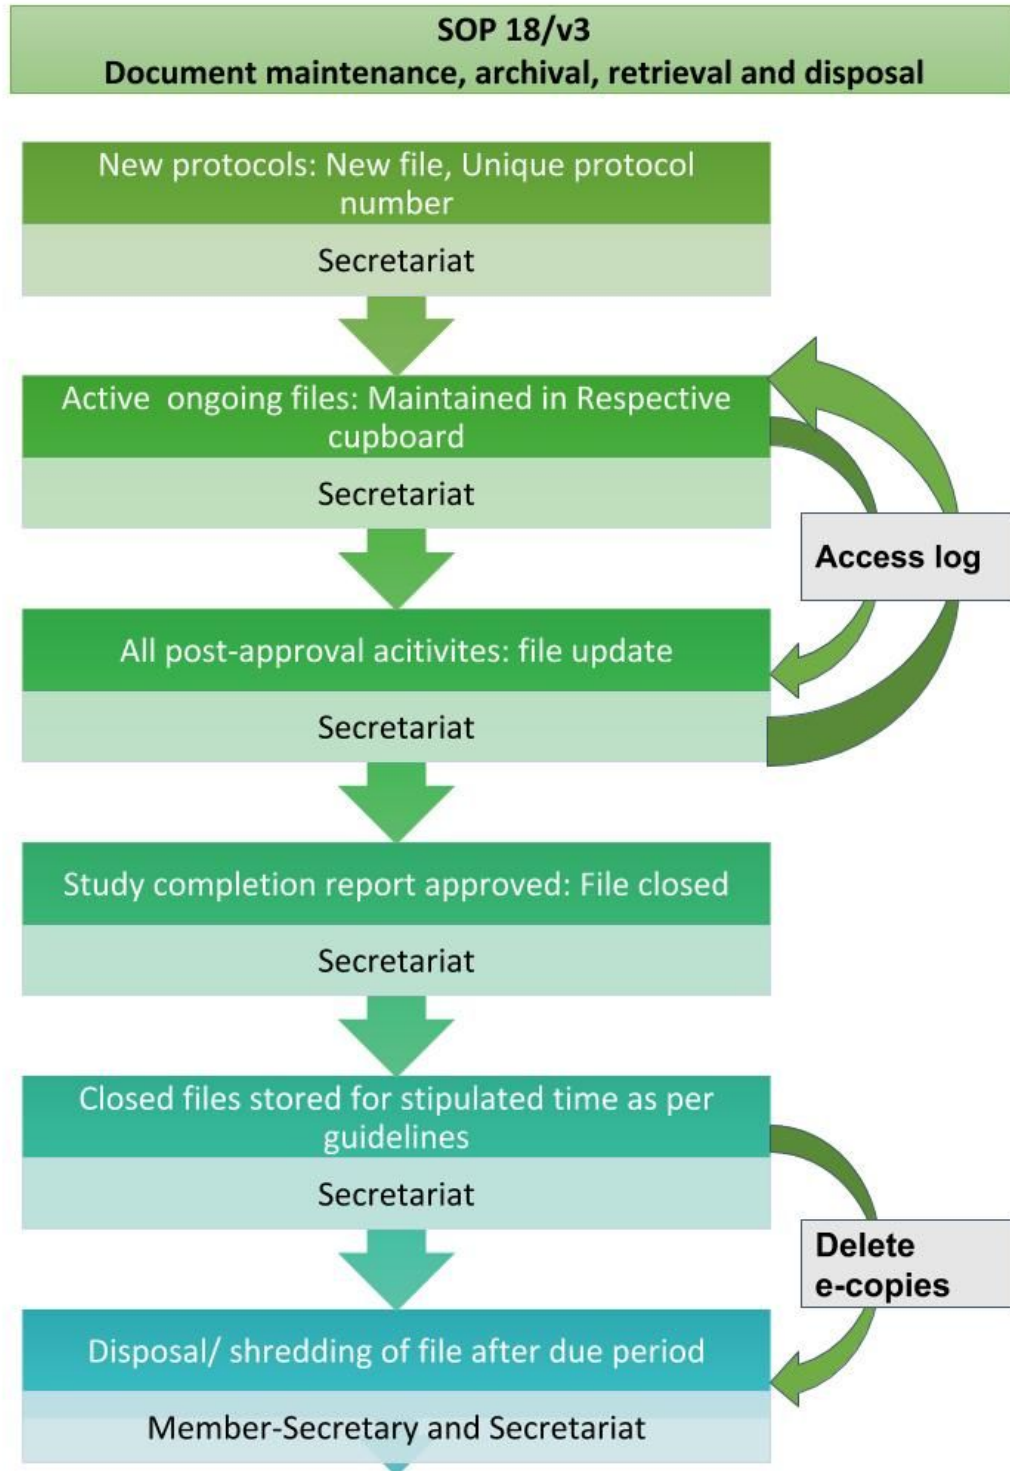 SOP 18/v3
Document maintenance, archival, retrieval and disposal
New protocols: New file, Unique protocol
number
Secretariat
Active  ongoing files: Maintained in Respective
cupboard
Secretariat
Access log
All post-approval acitivites: file update
Secretariat
Study completion report approved: File closed
Secretariat
Closed files stored for stipulated time as per
guidelines
Secretariat
Delete
e-copies
Disposal/ shredding of file after due period
Member-Secretary and Secretariat